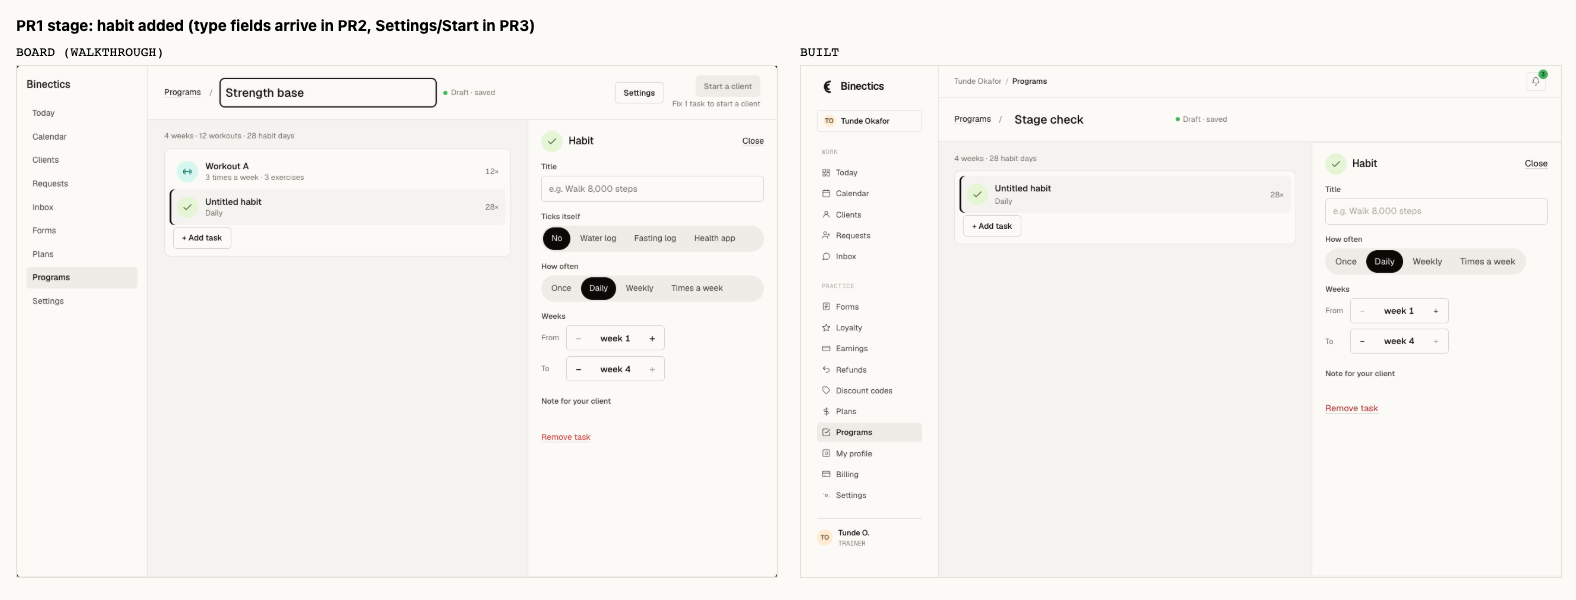 PR1 stage: habit added (type fields arrive in PR2, Settings/Start in PR3)
BOARD (WALKTHROUGH)
Binectics
Today
Calendar
Clients
Requests
Inbox
Forms
Plans
Programs
Settings
Programs / Strength base
Draft · saved
Settings
Start a client
Fix 1 task to start a client
4 weeks · 12 workouts · 28 habit days
Workout A
3 times a week · 3 exercises
12×
Untitled habit
Daily
28×
+ Add task
Habit
Close
Title
e.g. Walk 8,000 steps
Ticks itself
No Water log Fasting log Health app
How often
Once Daily Weekly Times a week
Weeks
From − week 1 +
To − week 4 +
Note for your client
Remove task
BUILT
Binectics
TO Tunde Okafor
WORK
Today
Calendar
Clients
Requests
Inbox
PRACTICE
Forms
Loyalty
Earnings
Refunds
Discount codes
Plans
Programs
My profile
Billing
Settings
TO Tunde O.
TRAINER
Tunde Okafor / Programs
3
Programs / Stage check
Draft · saved
4 weeks · 28 habit days
Untitled habit
Daily
28×
+ Add task
Habit
Close
Title
e.g. Walk 8,000 steps
How often
Once Daily Weekly Times a week
Weeks
From − week 1 +
To − week 4 +
Note for your client
Remove task